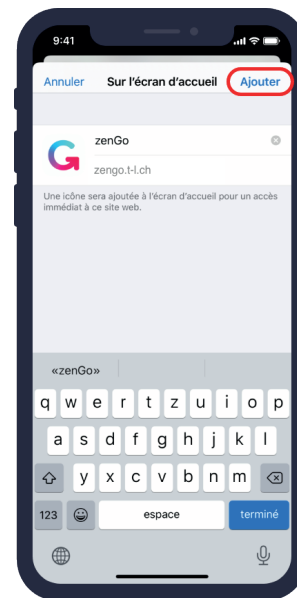 9:41
Annuler Sur l'écran d'accueil Ajouter
zenGo
zengo.t-l.ch
Une icône sera ajoutée à l'écran d'accueil pour un accès
immédiat à ce site web.
«zenGo»
q w e r t z u i o p
a s d f g h j k l
y x c v b n m
123 espace terminé